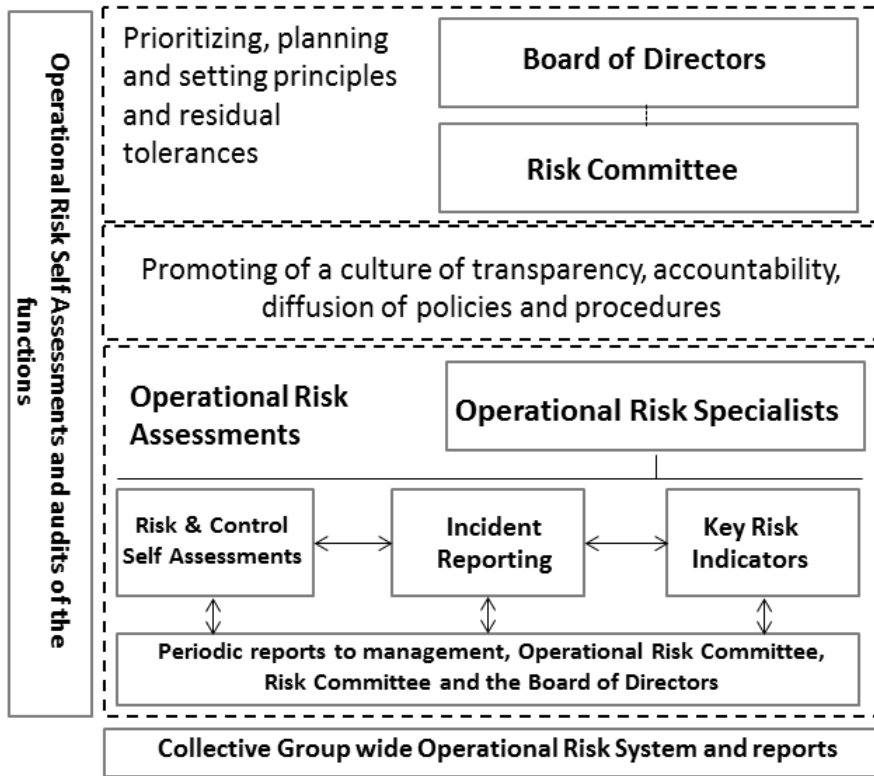 Operational Risk Self Assessments and audits of the
functions
Prioritizing, planning
and setting principles
and residual
tolerances
Board of Directors
Risk Committee
Promoting of a culture of transparency, accountability,
diffusion of policies and procedures
Operational Risk
Assessments
Operational Risk Specialists
Risk & Control
Self Assessments
Incident
Reporting
Key Risk
Indicators
Periodic reports to management, Operational Risk Committee,
Risk Committee and the Board of Directors
Collective Group wide Operational Risk System and reports